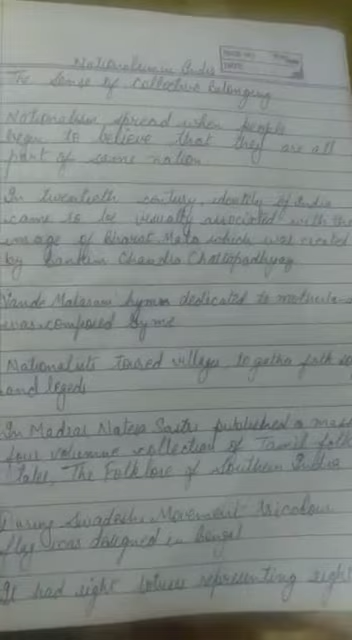 Nationalism India
The Sense of Collective Belonging
Nationalism spread when people
began to believe that they are all
part of same nation
In twentieth century, identity of India
came to be visually associated with the
image of Bharat Mata which was created
by Bankim Chandra Chattopadhyay
Vande Mataram hymn dedicated to motherland
was composed by me
Nationalists toured villages to gather folk so
and legeds
In Madras Natesa Sastri published a mass
four volumne collection of Tamil folk
tales, The Folklore of Southern India
During Swadeshi Movement tricolour
flag was designed in Bengal
It had eight lotuses representing eight